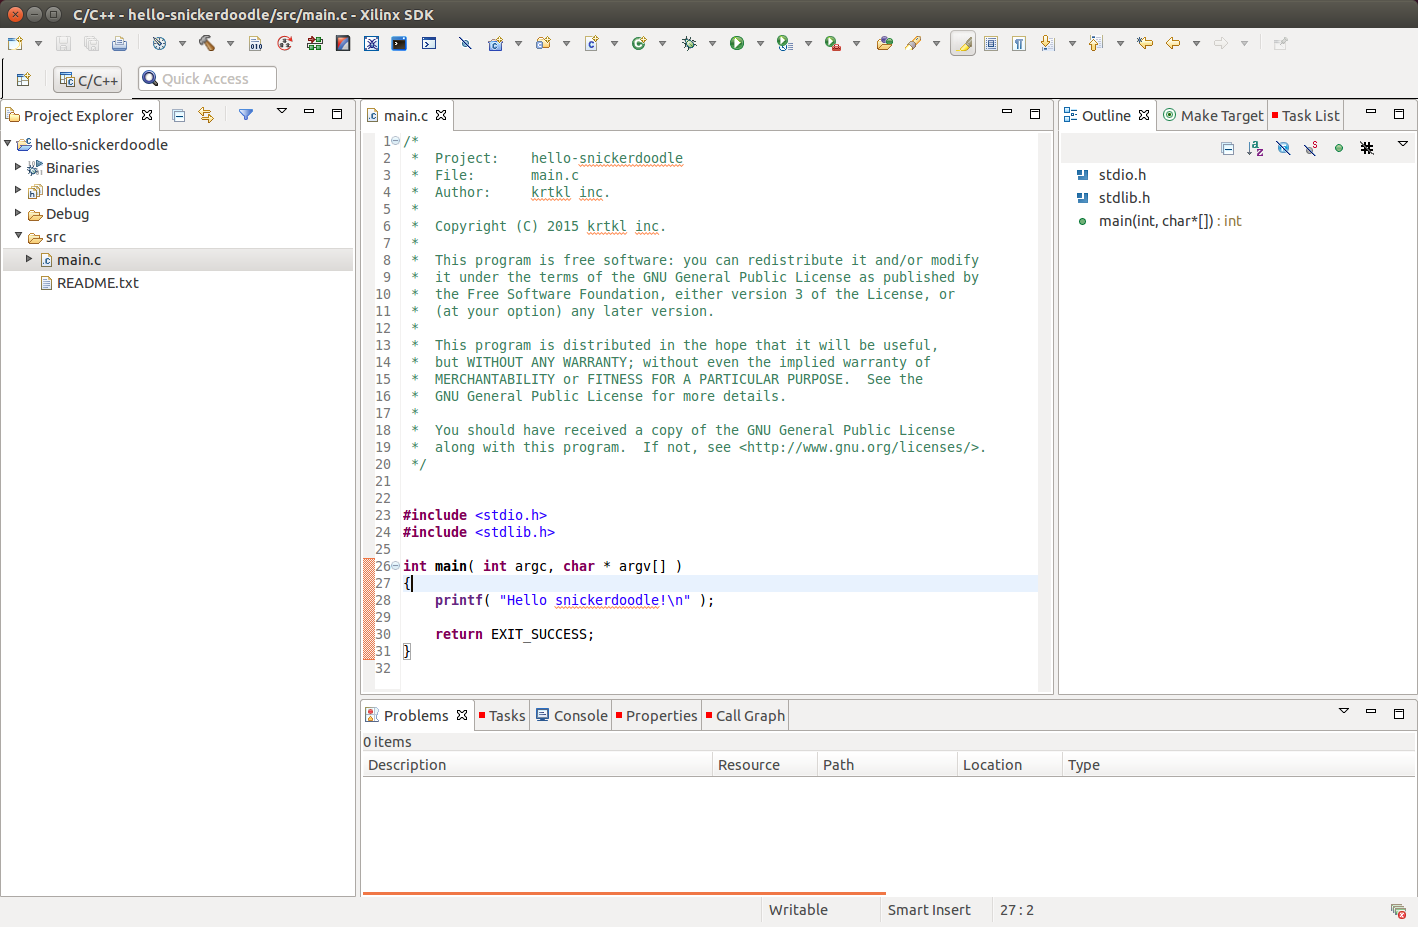 C/C++ - hello-snickerdoodle/src/main.c - Xilinx SDK
C/C++
Quick Access
Project Explorer
hello-snickerdoodle
Binaries
Includes
Debug
src
main.c
README.txt
main.c
1 /*
2  *  Project:    hello-snickerdoodle
3  *  File:       main.c
4  *  Author:     krtkl inc.
5  *
6  *  Copyright (C) 2015 krtkl inc.
7  *
8  *  This program is free software: you can redistribute it and/or modify
9  *  it under the terms of the GNU General Public License as published by
10  *  the Free Software Foundation, either version 3 of the License, or
11  *  (at your option) any later version.
12  *
13  *  This program is distributed in the hope that it will be useful,
14  *  but WITHOUT ANY WARRANTY; without even the implied warranty of
15  *  MERCHANTABILITY or FITNESS FOR A PARTICULAR PURPOSE.  See the
16  *  GNU General Public License for more details.
17  *
18  *  You should have received a copy of the GNU General Public License
19  *  along with this program.  If not, see <http://www.gnu.org/licenses/>.
20  */
21
22
23 #include <stdio.h>
24 #include <stdlib.h>
25
26 int main( int argc, char * argv[] )
27 {
28     printf( "Hello snickerdoodle!\n" );
29
30     return EXIT_SUCCESS;
31 }
32
Outline
Make Target
Task List
stdio.h
stdlib.h
main(int, char*[]) : int
Problems
Tasks
Console
Properties
Call Graph
0 items
Description
Resource
Path
Location
Type
Writable
Smart Insert
27 : 2